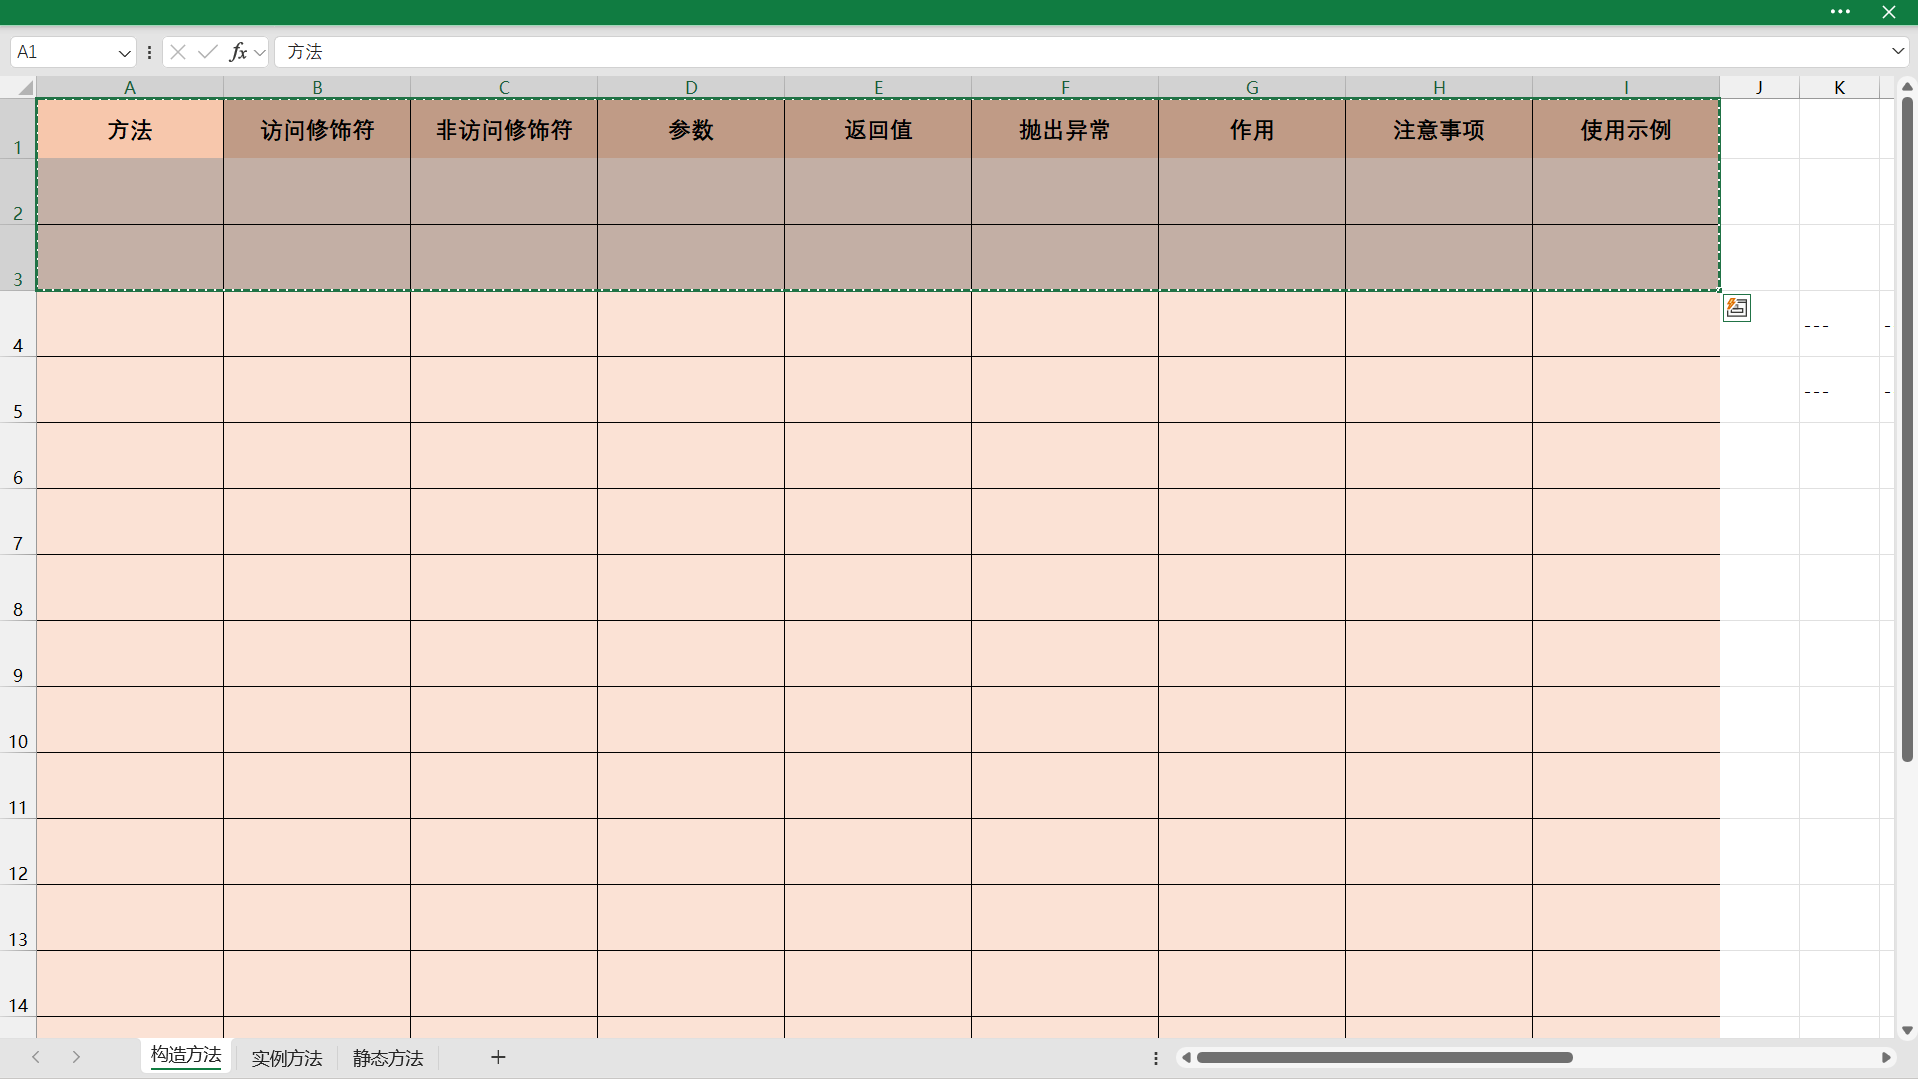 A1
fx
方法
A B C D E F G H I J K
1 方法 访问修饰符 非访问修饰符 参数 返回值 抛出异常 作用 注意事项 使用示例
2
3
4 --- -
5 --- -
6
7
8
9
10
11
12
13
14
构造方法 实例方法 静态方法